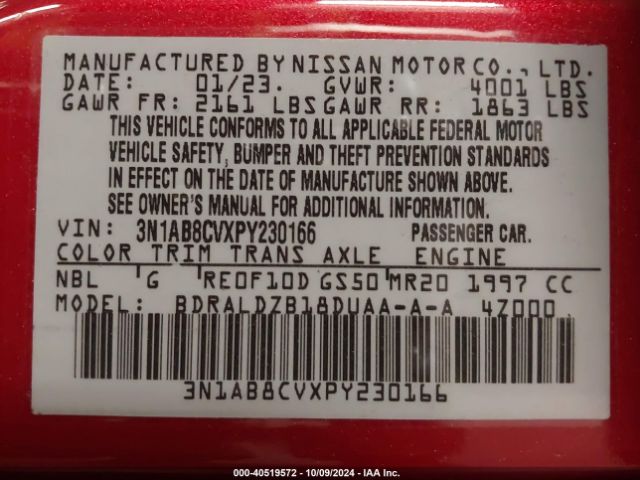 MANUFACTURED BY NISSAN MOTOR CO., LTD.
DATE: 01/23. GVWR: 4001 LBS
GAWR FR: 2161 LBS GAWR RR: 1863 LBS
THIS VEHICLE CONFORMS TO ALL APPLICABLE FEDERAL MOTOR
VEHICLE SAFETY, BUMPER AND THEFT PREVENTION STANDARDS
IN EFFECT ON THE DATE OF MANUFACTURE SHOWN ABOVE.
SEE OWNER'S MANUAL FOR ADDITIONAL INFORMATION.
VIN: 3N1AB8CVXPY230166 PASSENGER CAR.
COLOR TRIM TRANS AXLE ENGINE
NBL G RE0F10D GS50 MR20 1997 CC
MODEL: BDRALDZB18DUAA-A-A 4Z000
3N1AB8CVXPY230166
000-40519572 - 10/09/2024 - IAA Inc.